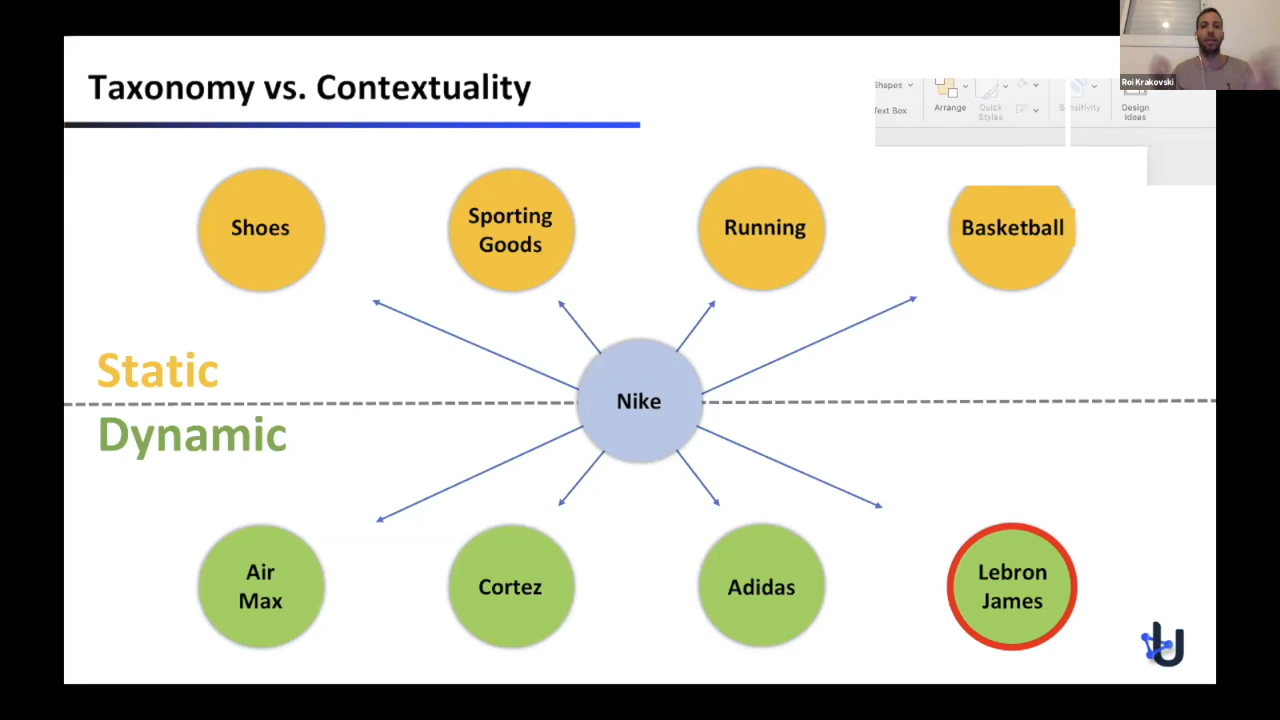 Roi Krakovski
Taxonomy vs. Contextuality
Shapes
Text Box
Arrange
Quick
Styles
Sensitivity
Design
Ideas
Shoes
Sporting
Goods
Running
Basketball
Static
Nike
Dynamic
Air
Max
Cortez
Adidas
Lebron
James